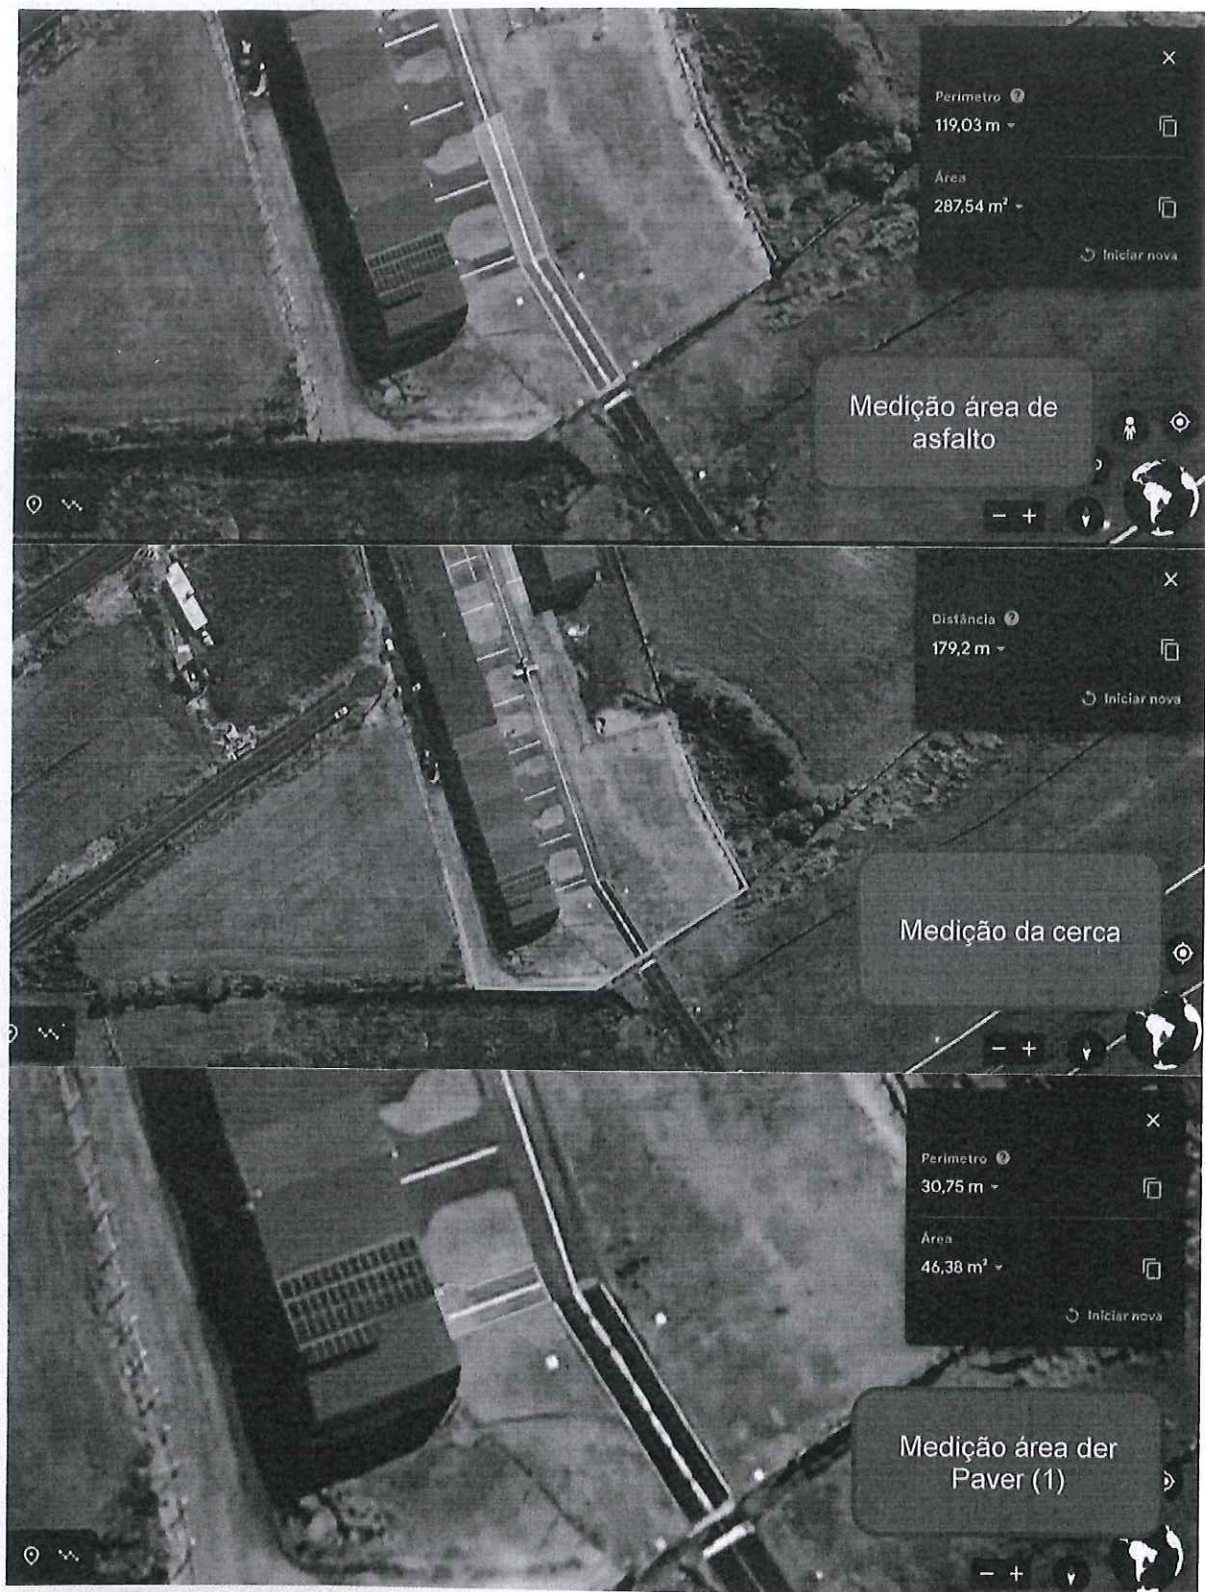 Perímetro
119,03 m
Área
287,54 m²
Iniciar nova
Medição área de
asfalto
Distância
179,2 m
Iniciar nova
Medição da cerca
Perímetro
30,75 m
Área
46,38 m²
Iniciar nova
Medição área der
Paver (1)